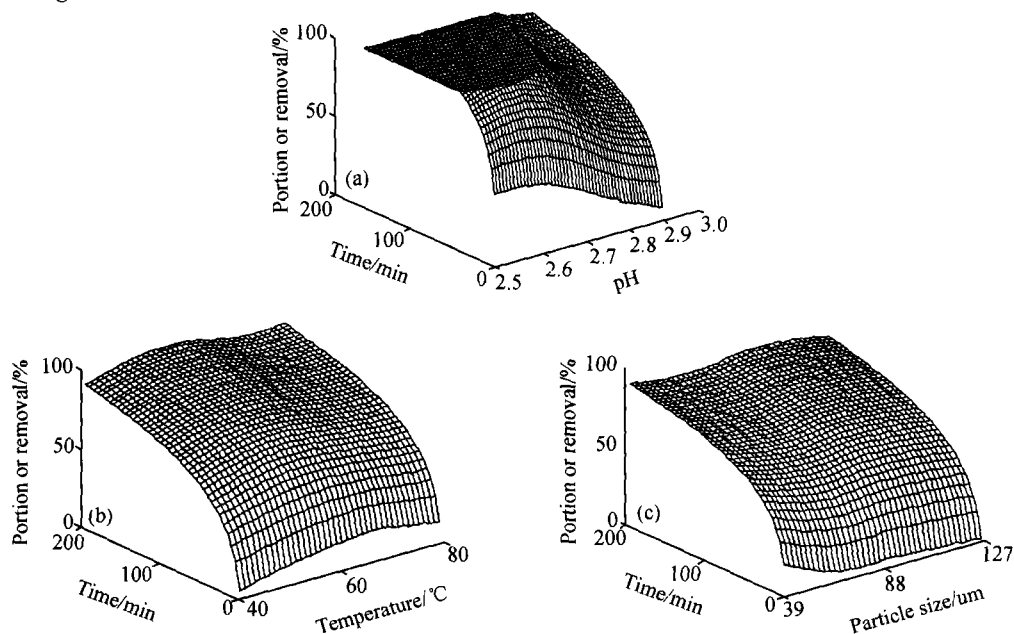 100
50
0
Portion or removal/%
(a)
200
100
0
Time/min
2.5
2.6
2.7
2.8
2.9
3.0
pH
100
50
0
Portion or removal/%
(b)
200
100
0
Time/min
40
60
80
Temperature/℃
100
50
0
Portion or removal/%
(c)
200
100
0
Time/min
39
88
127
Particle size/um